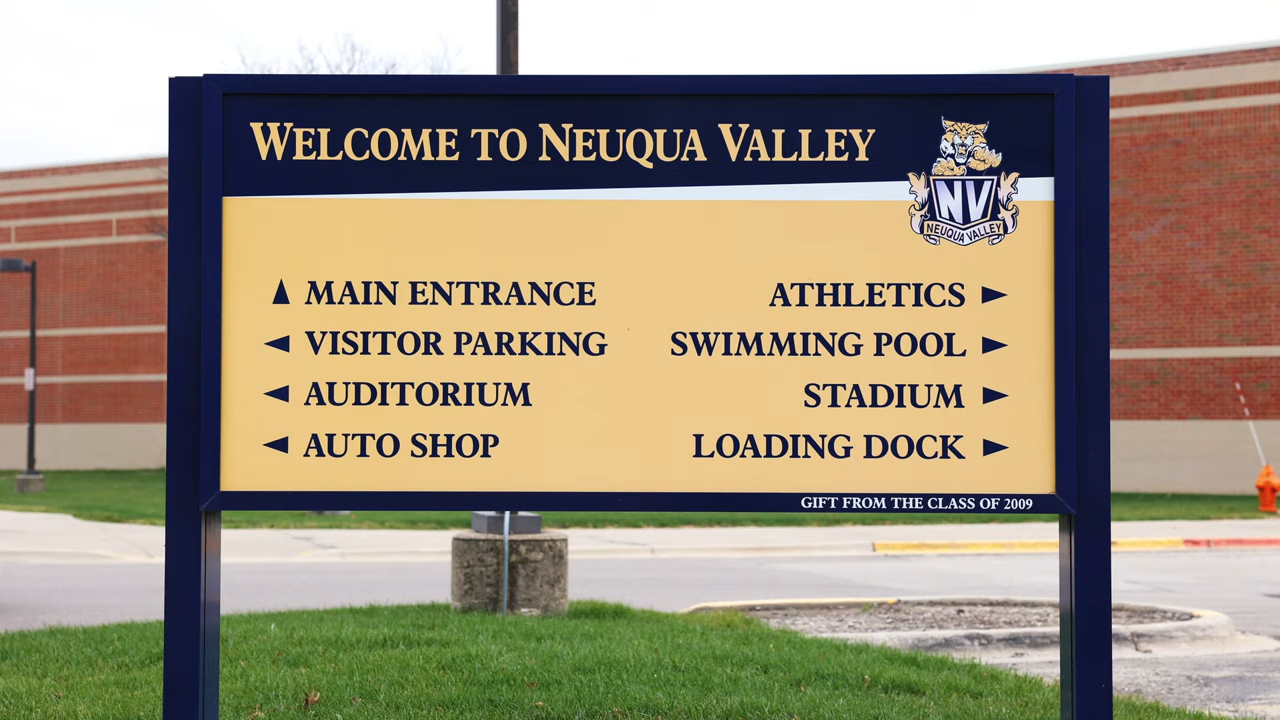 WELCOME TO NEUQUA VALLEY
NV
NEUQUA VALLEY
▲ MAIN ENTRANCE
◄ VISITOR PARKING
◄ AUDITORIUM
◄ AUTO SHOP
ATHLETICS ►
SWIMMING POOL ►
STADIUM ►
LOADING DOCK ►
GIFT FROM THE CLASS OF 2009